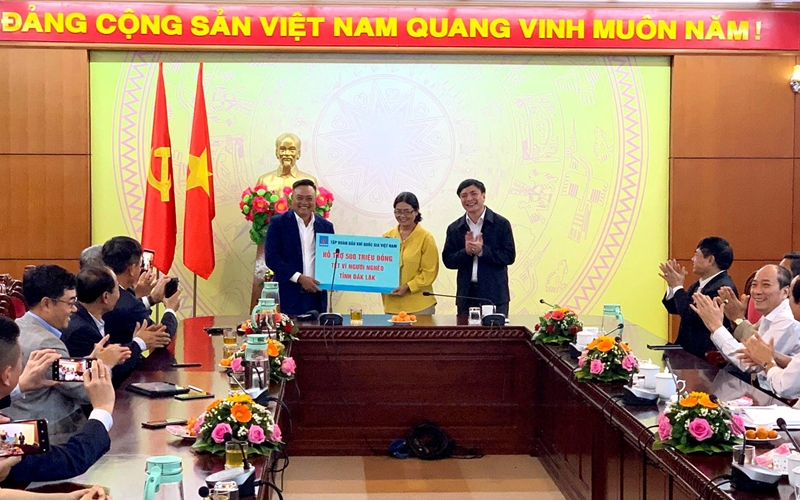 ĐẢNG CỘNG SẢN VIỆT NAM QUANG VINH MUÔN NĂM!
TẬP ĐOÀN DẦU KHÍ QUỐC GIA VIỆT NAM
HỖ TRỢ 500 TRIỆU ĐỒNG
TẾT VÌ NGƯỜI NGHÈO
TỈNH ĐẮK LẮK